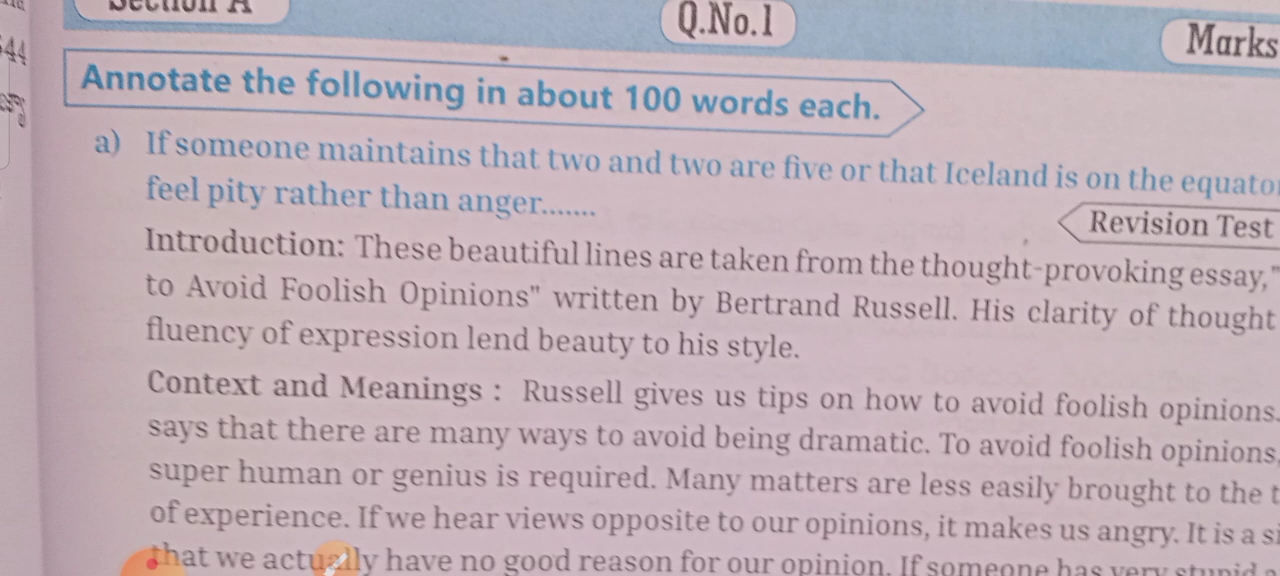 Section A
Q.No.1
Marks
44
Annotate the following in about 100 words each.
a) If someone maintains that two and two are five or that Iceland is on the
feel pity rather than anger.......
Revision Test
Introduction: These beautiful lines are taken from the thought-provoking essay, "
to Avoid Foolish Opinions" written by Bertrand Russell. His clarity of thought
fluency of expression lend beauty to his style.
Context and Meanings : Russell gives us tips on how to avoid foolish opinions.
says that there are many ways to avoid being dramatic. To avoid foolish opinions,
super human or genius is required. Many matters are less easily brought to the
of experience. If we hear views opposite to our opinions, it makes us angry. It is a
that we actually have no good reason for our opinion. If someone has very stupid